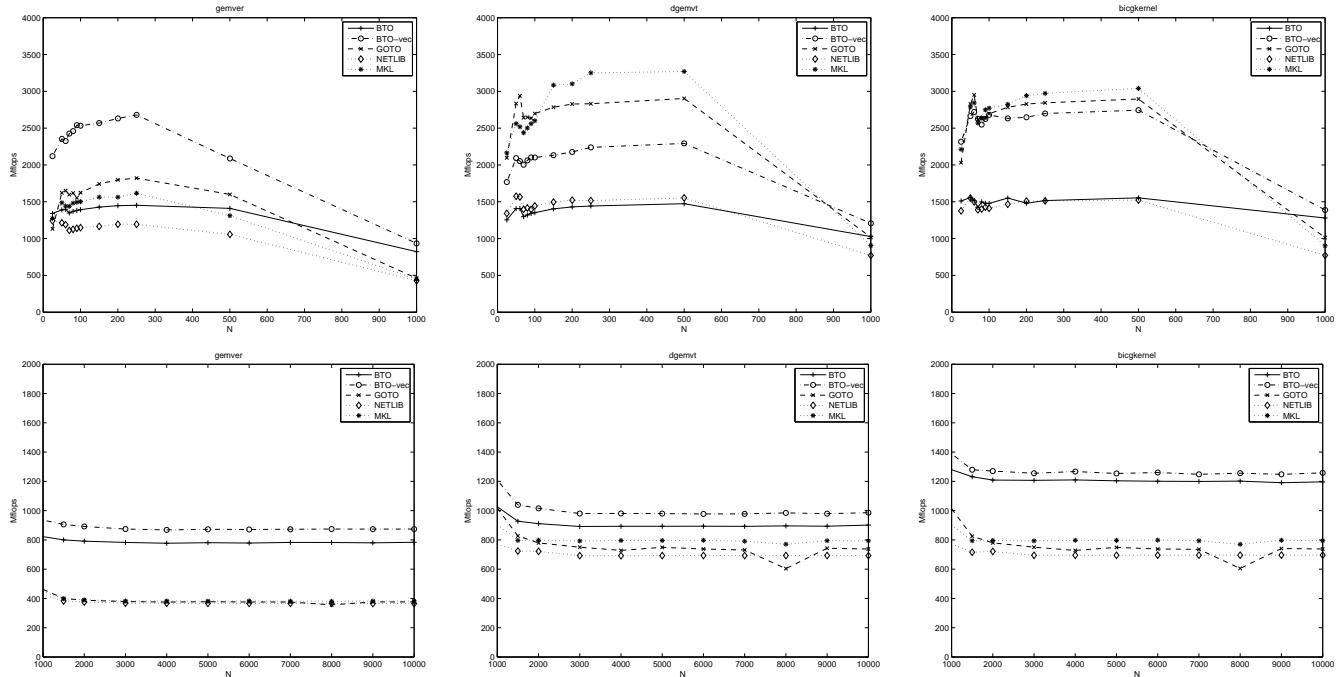 gemver
4000
3500
3000
2500
2000
1500
1000
500
0
Mflops
0 100 200 300 400 500 600 700 800 900 1000
N
BTO
BTO-vec
GOTO
NETLIB
MKL
dgemvt
4000
3500
3000
2500
2000
1500
1000
500
0
Mflops
0 100 200 300 400 500 600 700 800 900 1000
N
BTO
BTO-vec
GOTO
NETLIB
MKL
bicgkernel
4000
3500
3000
2500
2000
1500
1000
500
0
Mflops
0 100 200 300 400 500 600 700 800 900 1000
N
BTO
BTO-vec
GOTO
NETLIB
MKL
gemver
2000
1800
1600
1400
1200
1000
800
600
400
200
0
Mflops
1000 2000 3000 4000 5000 6000 7000 8000 9000 10000
N
BTO
BTO-vec
GOTO
NETLIB
MKL
dgemvt
2000
1800
1600
1400
1200
1000
800
600
400
200
0
Mflops
1000 2000 3000 4000 5000 6000 7000 8000 9000 10000
N
BTO
BTO-vec
GOTO
NETLIB
MKL
bicgkernel
2000
1800
1600
1400
1200
1000
800
600
400
200
0
Mflops
1000 2000 3000 4000 5000 6000 7000 8000 9000 10000
N
BTO
BTO-vec
GOTO
NETLIB
MKL